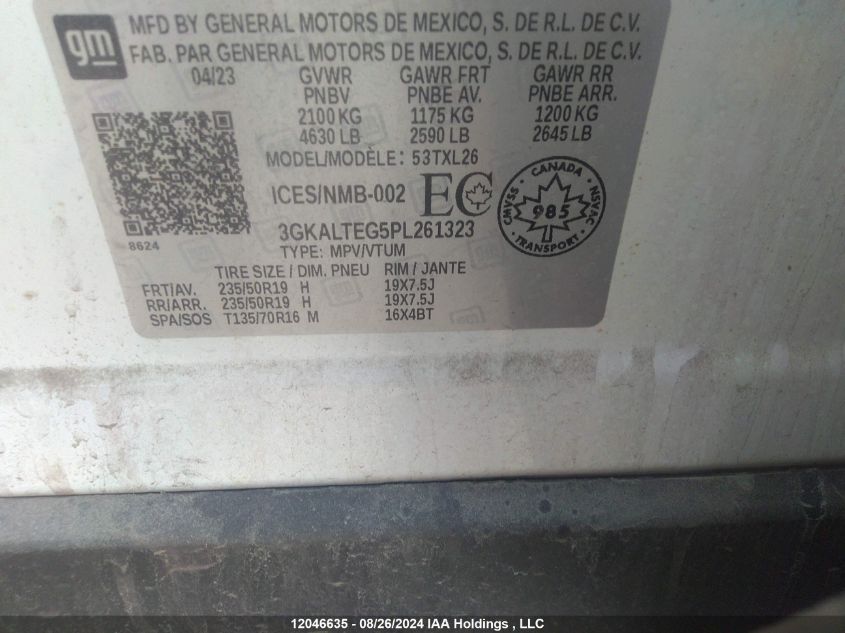 gm
MFD BY GENERAL MOTORS DE MEXICO, S. DE R.L. DE C.V.
FAB. PAR GENERAL MOTORS DE MEXICO, S. DE R.L. DE C.V.
04/23 GVWR GAWR FRT GAWR RR
PNBV PNBE AV. PNBE ARR.
2100 KG 1175 KG 1200 KG
4630 LB 2590 LB 2645 LB
MODEL/MODÈLE: 53TXL26
ICES/NMB-002 EC
CANADA
CMVSS 985 NSVAC
TRANSPORT
8624
3GKALTEG5PL261323
TYPE: MPV/VTUM
TIRE SIZE / DIM. PNEU RIM / JANTE
FRT/AV. 235/50R19 H 19X7.5J
RR/ARR. 235/50R19 H 19X7.5J
SPA/SOS T135/70R16 M 16X4BT
12046635 - 08/26/2024 IAA Holdings , LLC